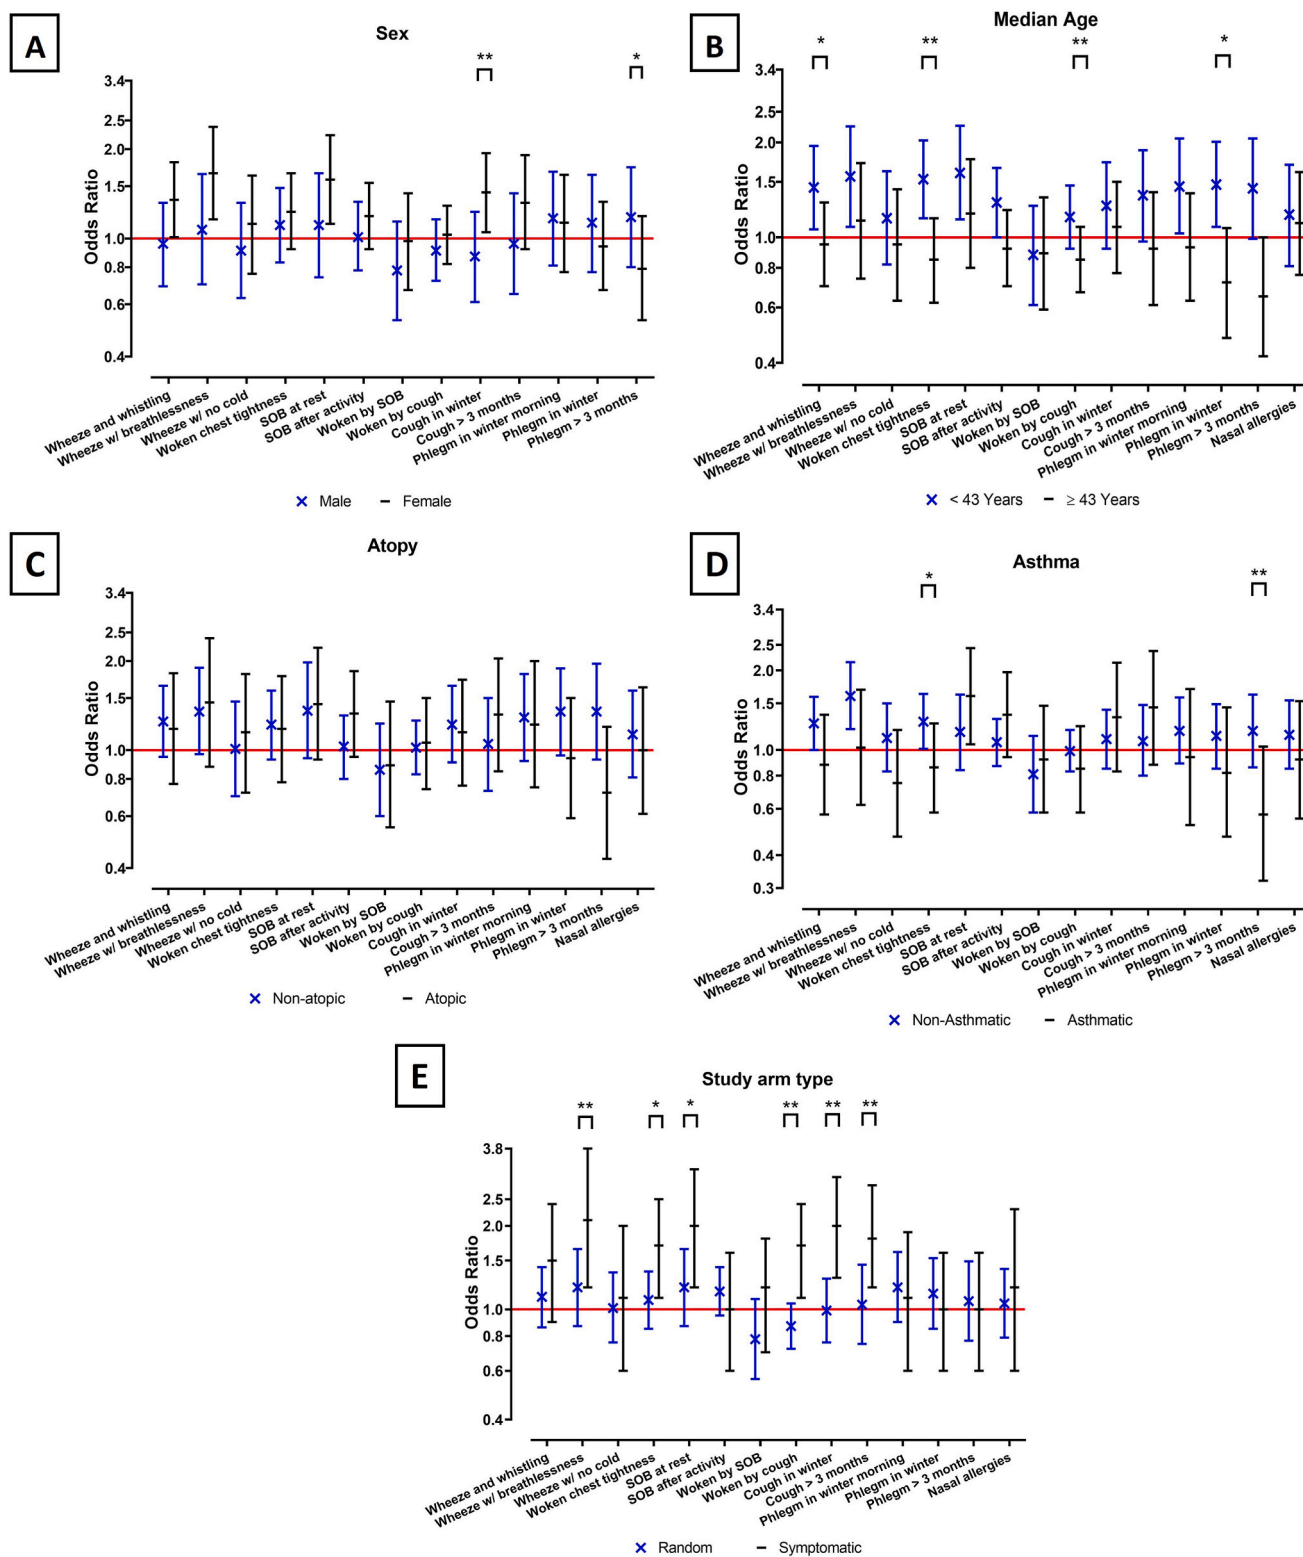 A
Sex
**
*
3.4
2.5
2.0
1.5
1.0
0.8
0.6
0.4
Odds Ratio
Wheeze and whistling
Wheeze w/ breathlessness
Wheeze w/ no cold
Woken chest tightness
SOB at rest
SOB after activity
Woken by SOB
Woken by cough
Cough in winter
Cough > 3 months
Phlegm in winter morning
Phlegm in winter
Phlegm > 3 months
× Male – Female
B
Median Age
*
**
**
*
3.4
2.5
2.0
1.5
1.0
0.8
0.6
0.4
Odds Ratio
Wheeze and whistling
Wheeze w/ breathlessness
Wheeze w/ no cold
Woken chest tightness
SOB at rest
SOB after activity
Woken by SOB
Woken by cough
Cough in winter
Cough > 3 months
Phlegm in winter morning
Phlegm in winter
Phlegm > 3 months
Nasal allergies
× < 43 Years – ≥ 43 Years
C
Atopy
3.4
2.5
2.0
1.5
1.0
0.8
0.6
0.4
Odds Ratio
Wheeze and whistling
Wheeze w/ breathlessness
Wheeze w/ no cold
Woken chest tightness
SOB at rest
SOB after activity
Woken by SOB
Woken by cough
Cough in winter
Cough > 3 months
Phlegm in winter morning
Phlegm in winter
Phlegm > 3 months
Nasal allergies
× Non-atopic – Atopic
D
Asthma
*
**
3.4
2.5
2.0
1.5
1.0
0.8
0.6
0.4
0.3
Odds Ratio
Wheeze and whistling
Wheeze w/ breathlessness
Wheeze w/ no cold
Woken chest tightness
SOB at rest
SOB after activity
Woken by SOB
Woken by cough
Cough in winter
Cough > 3 months
Phlegm in winter morning
Phlegm in winter
Phlegm > 3 months
Nasal allergies
× Non-Asthmatic – Asthmatic
E
Study arm type
**
*
*
**
**
**
3.8
2.5
2.0
1.5
1.0
0.8
0.6
0.4
Odds Ratio
Wheeze and whistling
Wheeze w/ breathlessness
Wheeze w/ no cold
Woken chest tightness
SOB at rest
SOB after activity
Woken by SOB
Woken by cough
Cough in winter
Cough > 3 months
Phlegm in winter morning
Phlegm in winter
Phlegm > 3 months
Nasal allergies
× Random – Symptomatic